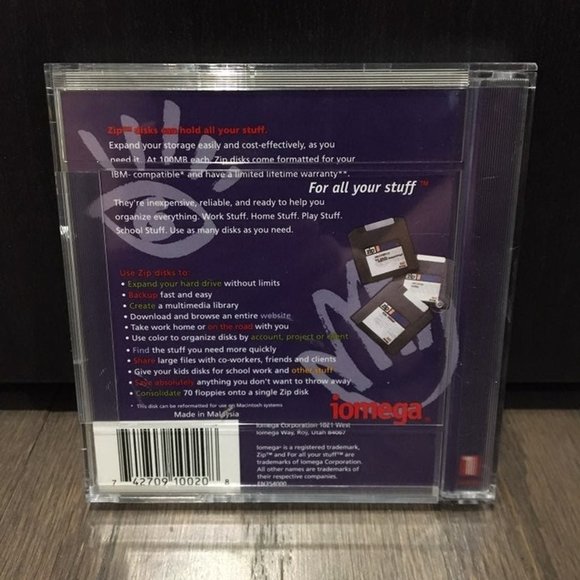 Zip™ disks can hold all your stuff.
Expand your storage easily and cost-effectively, as you
need it. At 100MB each, Zip disks come formatted for your
IBM- compatible* and have a limited lifetime warranty**.
For all your stuff™
They're inexpensive, reliable, and ready to help you
organize everything. Work Stuff. Home Stuff. Play Stuff.
School Stuff. Use as many disks as you need.
Use Zip disks to:
• Expand your hard drive without limits
• Backup fast and easy
• Create a multimedia library
• Download and browse an entire website
• Take work home or on the road with you
• Use color to organize disks by account, project or client
• Find the stuff you need more quickly
• Share large files with co-workers, friends and clients
• Give your kids disks for school work and other stuff
• Save absolutely anything you don't want to throw away
• Consolidate 70 floppies onto a single Zip disk
* This disk can be reformatted for use on Macintosh systems
Made in Malaysia
iomega™
Iomega Corporation 1821 West
Iomega Way, Roy, Utah 84067
Iomega® is a registered trademark,
Zip™ and For all your stuff™ are
trademarks of Iomega Corporation.
All other names are trademarks of
their respective companies.
7 42709 10020 8